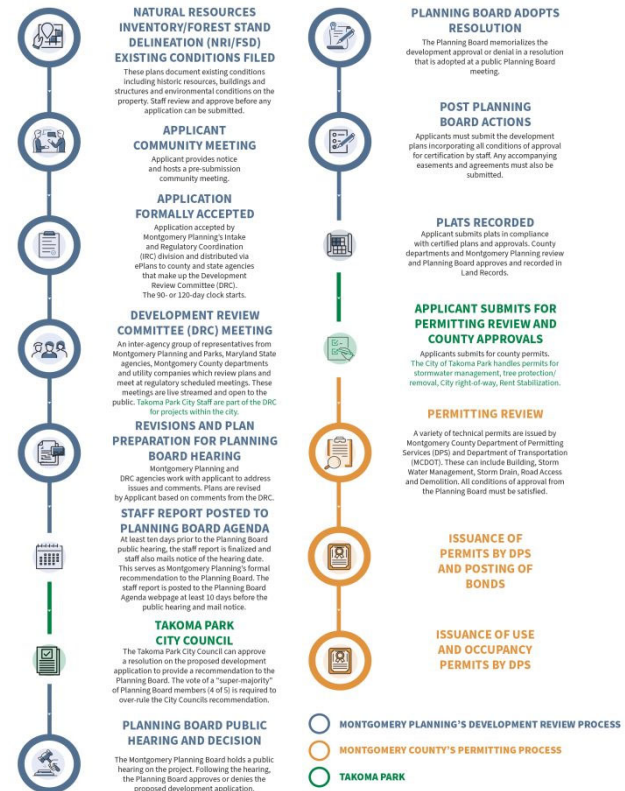 NATURAL RESOURCES
INVENTORY/FOREST STAND
DELINEATION (NRI/FSD)
EXISTING CONDITIONS FILED
These plans document existing conditions
including historic resources, buildings and
structures and environmental conditions on the
property. Staff review and approve before any
application can be submitted.
APPLICANT
COMMUNITY MEETING
Applicant provides notice
and hosts a pre-submission
community meeting.
APPLICATION
FORMALLY ACCEPTED
Application accepted by
Montgomery Planning's Intake
and Regulatory Coordination
(IRC) division and distributed via
ePlans to county and state agencies
that make up the Development
Review Committee (DRC).
The 90- or 120-day clock starts.
DEVELOPMENT REVIEW
COMMITTEE (DRC) MEETING
An inter-agency group of representatives from
Montgomery Planning and Parks, Maryland State
agencies, Montgomery County departments
and utility companies which review plans and
meet at regularly scheduled meetings. These
meetings are live streamed and open to the
public. Takoma Park City Staff are part of the DRC
for projects within the city.
REVISIONS AND PLAN
PREPARATION FOR PLANNING
BOARD HEARING
Montgomery Planning and
DRC agencies work with applicant to address
issues and comments. Plans are revised
by Applicant based on comments from the DRC.
STAFF REPORT POSTED TO
PLANNING BOARD AGENDA
At least ten days prior to the Planning Board
public hearing, the staff report is finalized and
staff also mails notice of the hearing date.
This serves as Montgomery Planning's formal
recommendation to the Planning Board. The
staff report is posted to the Planning Board
Agenda webpage at least 10 days before the
public hearing and mail notice.
TAKOMA PARK
CITY COUNCIL
The Takoma Park City Council can approve
a resolution on the proposed development
application to provide a recommendation to the
Planning Board. The vote of a "super-majority"
of Planning Board members (4 of 5) is required to
over-rule the City Councils recommendation.
PLANNING BOARD PUBLIC
HEARING AND DECISION
The Montgomery Planning Board holds a public
hearing on the project. Following the hearing,
the Planning Board approves or denies the
proposed development application.
PLANNING BOARD ADOPTS
RESOLUTION
The Planning Board memorializes the
development approval or denial in a resolution
that is adopted at a public Planning Board
meeting.
POST PLANNING
BOARD ACTIONS
Applicants must submit the development
plans incorporating all conditions of approval
for certification by staff. Any accompanying
easements and agreements must also be
submitted.
PLATS RECORDED
Applicant submits plats in compliance
with certified plans and approvals. County
departments and Montgomery Planning review
and Planning Board approves and recorded in
Land Records.
APPLICANT SUBMITS FOR
PERMITTING REVIEW AND
COUNTY APPROVALS
Applicants submits for county permits.
The City of Takoma Park handles permits for
stormwater management, tree protection/
removal, City right-of-way, Rent Stabilization.
PERMITTING REVIEW
A variety of technical permits are issued by
Montgomery County Department of Permitting
Services (DPS) and Department of Transportation
(MCDOT). These can include Building, Storm
Water Management, Storm Drain, Road Access
and Demolition. All conditions of approval from
the Planning Board must be satisfied.
ISSUANCE OF
PERMITS BY DPS
AND POSTING OF
BONDS
ISSUANCE OF USE
AND OCCUPANCY
PERMITS BY DPS
MONTGOMERY PLANNING'S DEVELOPMENT REVIEW PROCESS
MONTGOMERY COUNTY'S PERMITTING PROCESS
TAKOMA PARK